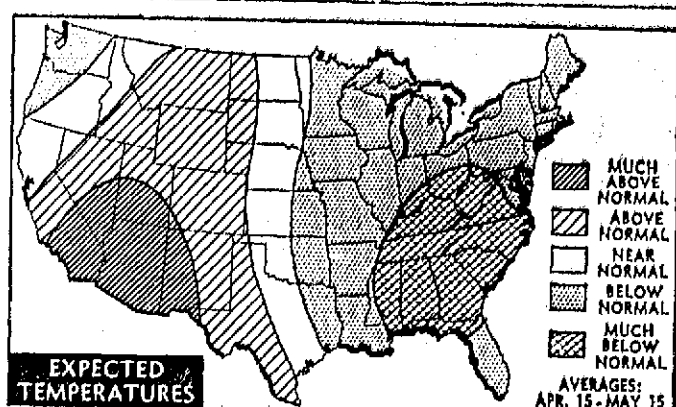 MUCH
ABOVE
NORMAL
ABOVE
NORMAL
NEAR
NORMAL
BELOW
NORMAL
MUCH
BELOW
NORMAL
EXPECTED
TEMPERATURES
AVERAGES:
APR. 15 - MAY 15